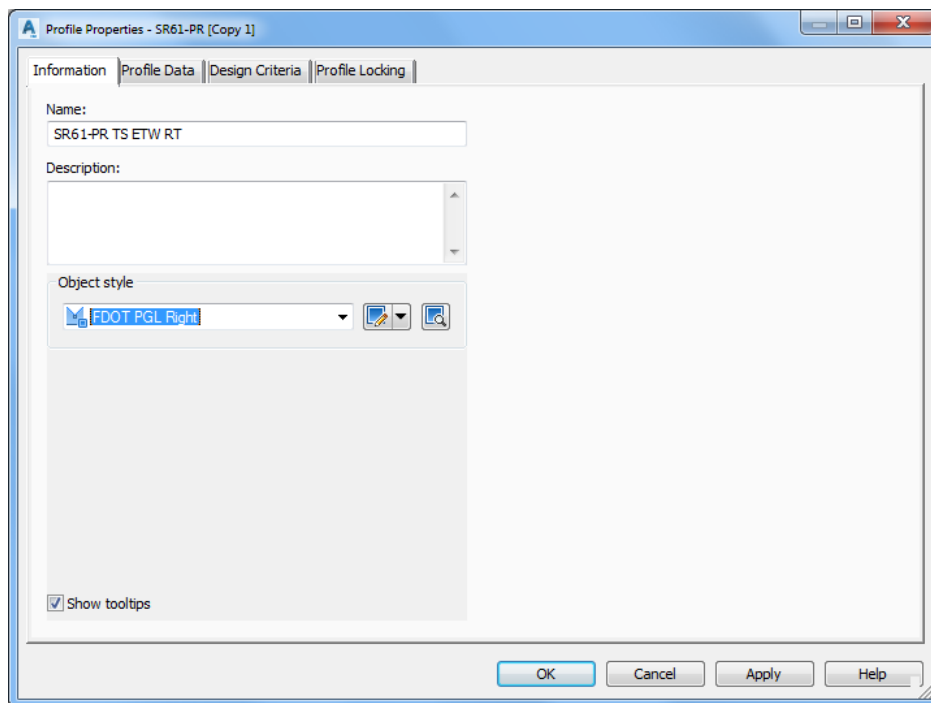 Profile Properties - SR61-PR [Copy 1]
Information Profile Data Design Criteria Profile Locking
Name:
SR61-PR TS ETW RT
Description:
Object style
FDOT PGL Right
Show tooltips
OK Cancel Apply Help